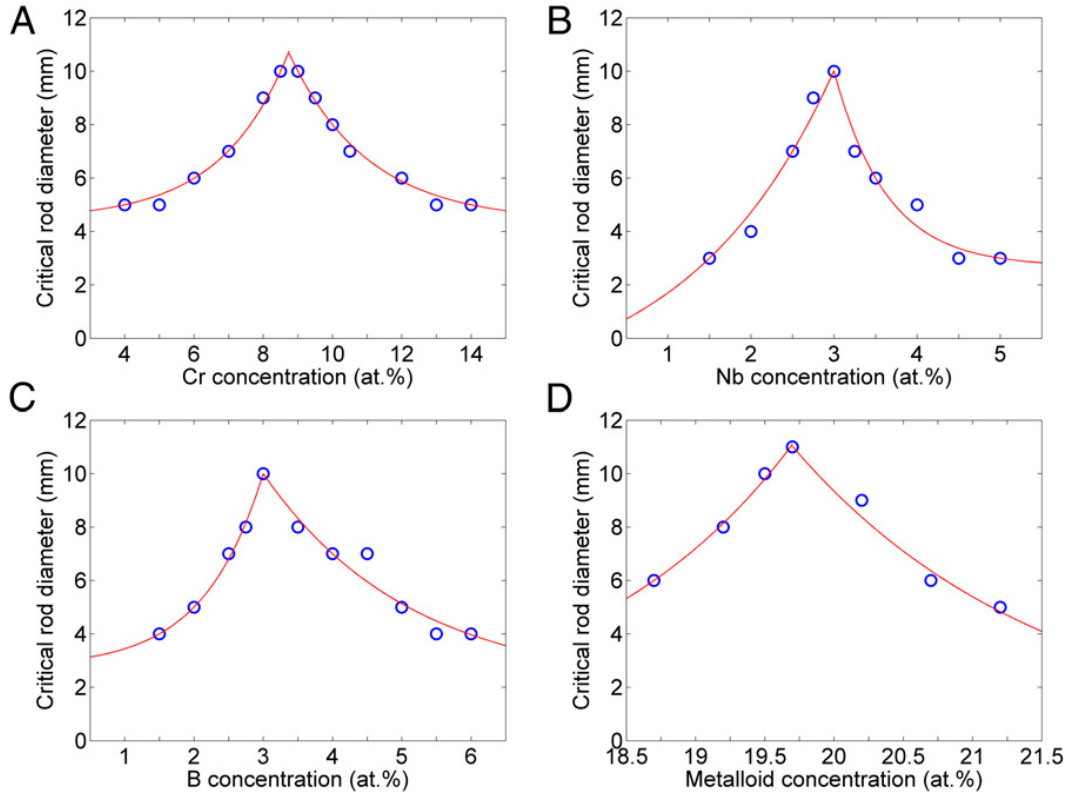 A
Critical rod diameter (mm)
12
10
8
6
4
2
0
4 6 8 10 12 14
Cr concentration (at.%)
B
Critical rod diameter (mm)
12
10
8
6
4
2
0
1 2 3 4 5
Nb concentration (at.%)
C
Critical rod diameter (mm)
12
10
8
6
4
2
0
1 2 3 4 5 6
B concentration (at.%)
D
Critical rod diameter (mm)
12
10
8
6
4
2
0
18.5 19 19.5 20 20.5 21 21.5
Metalloid concentration (at.%)